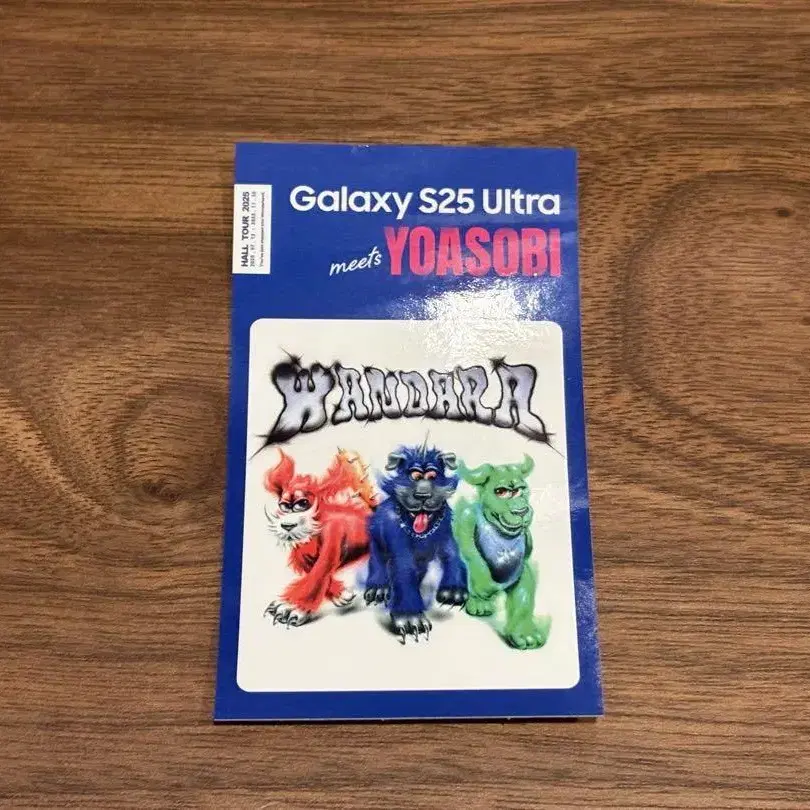 HALL TOUR 2025
Galaxy S25 Ultra
meets YOASOBI
WANDARA